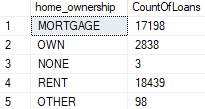 home_ownership CountOfLoans
1 MORTGAGE 17198
2 OWN 2838
3 NONE 3
4 RENT 18439
5 OTHER 98